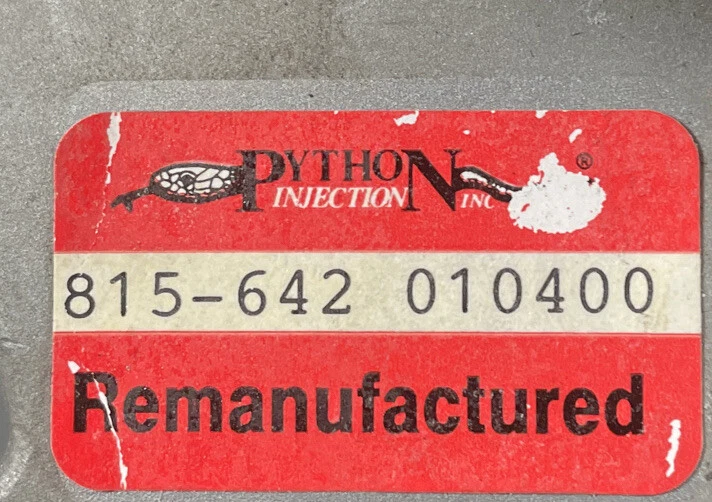 PYTHON
INJECTION INC
®
815-642 010400
Remanufactured